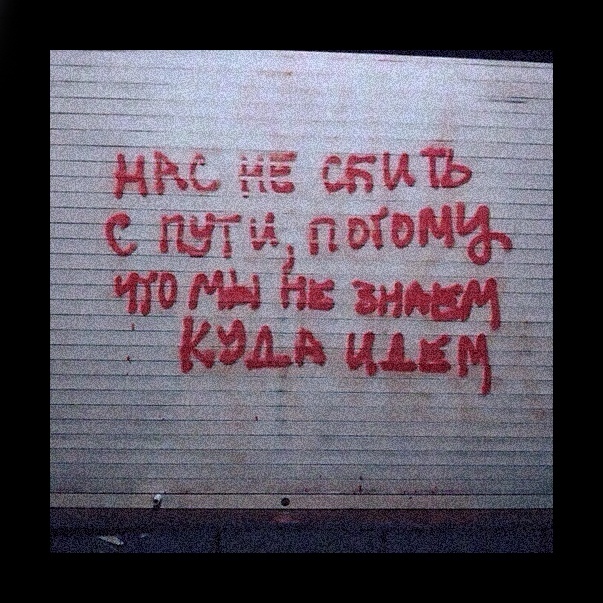 НАС НЕ СБИТЬ
С ПУТИ, ПОТОМУ
ЧТО МЫ НЕ ЗНАЕМ
КУДА ИДЕМ